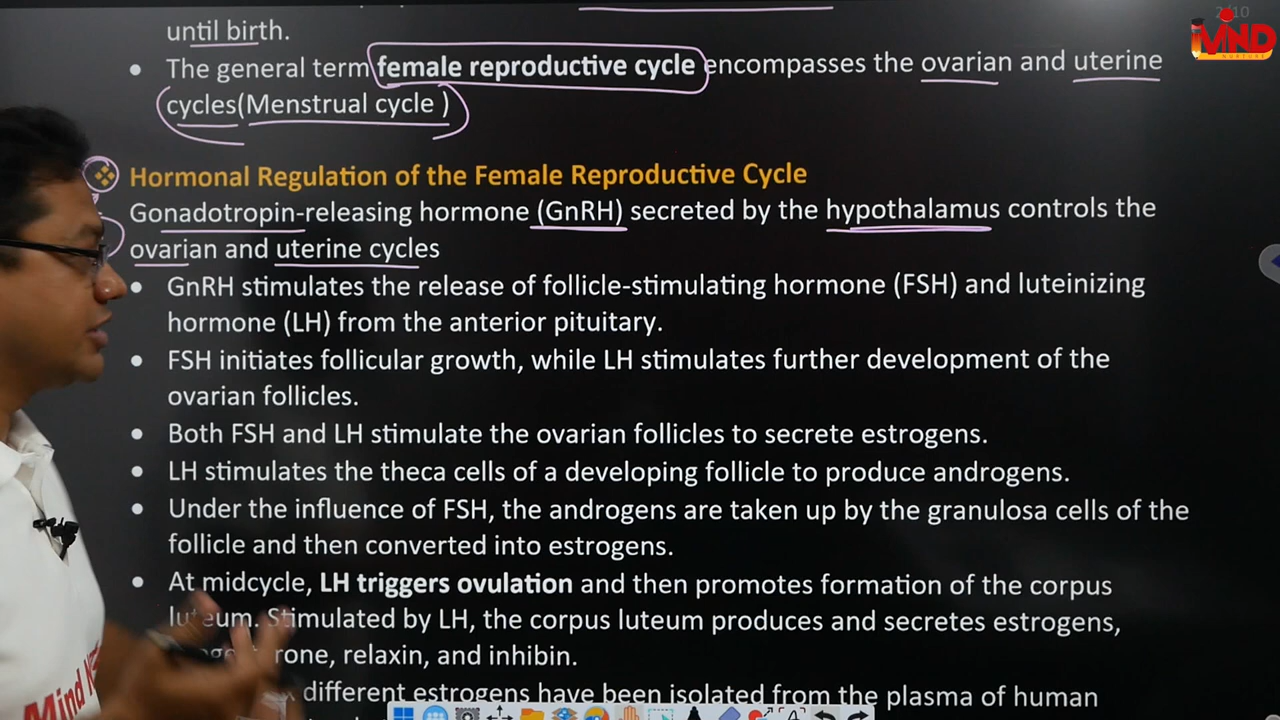 2/10
MIND
NURTURE
until birth.
• The general term female reproductive cycle encompasses the ovarian and uterine
cycles(Menstrual cycle )
Hormonal Regulation of the Female Reproductive Cycle
Gonadotropin-releasing hormone (GnRH) secreted by the hypothalamus controls the
ovarian and uterine cycles
• GnRH stimulates the release of follicle-stimulating hormone (FSH) and luteinizing
hormone (LH) from the anterior pituitary.
• FSH initiates follicular growth, while LH stimulates further development of the
ovarian follicles.
• Both FSH and LH stimulate the ovarian follicles to secrete estrogens.
• LH stimulates the theca cells of a developing follicle to produce androgens.
• Under the influence of FSH, the androgens are taken up by the granulosa cells of the
follicle and then converted into estrogens.
• At midcycle, LH triggers ovulation and then promotes formation of the corpus
luteum. Stimulated by LH, the corpus luteum produces and secretes estrogens,
rone, relaxin, and inhibin.
different estrogens have been isolated from the plasma of human
Mind